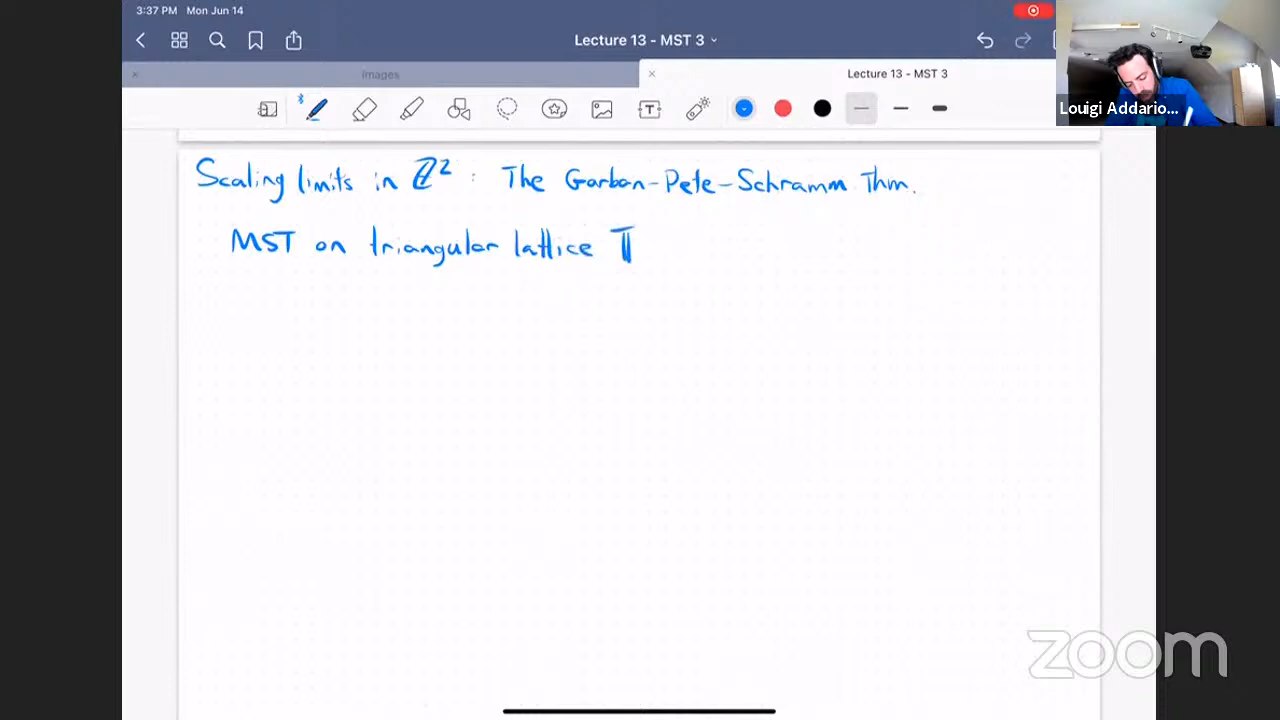 3:37 PM Mon Jun 14
Lecture 13 - MST 3
Images
Lecture 13 - MST 3
Louigi Addario...
Scaling limits in ℤ² : The Garban-Pete-Schramm Thm.
MST on triangular lattice 𝕋
zoom